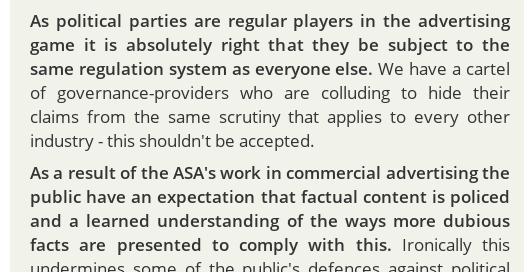 As political parties are regular players in the advertising
game it is absolutely right that they be subject to the
same regulation system as everyone else. We have a cartel
of governance-providers who are colluding to hide their
claims from the same scrutiny that applies to every other
industry - this shouldn't be accepted.
As a result of the ASA's work in commercial advertising the
public have an expectation that factual content is policed
and a learned understanding of the ways more dubious
facts are presented to comply with this. Ironically this
undermines some of the public's defences against political